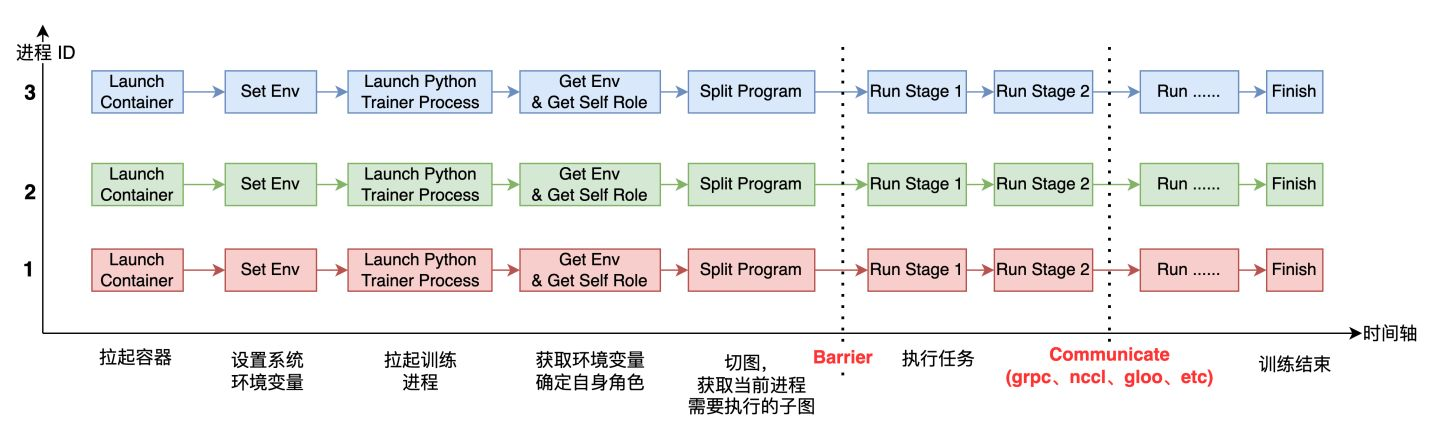 进程 ID
3
Launch
Container
Set Env
Launch Python
Trainer Process
Get Env
& Get Self Role
Split Program
Run Stage 1
Run Stage 2
Run ......
Finish
2
Launch
Container
Set Env
Launch Python
Trainer Process
Get Env
& Get Self Role
Split Program
Run Stage 1
Run Stage 2
Run ......
Finish
1
Launch
Container
Set Env
Launch Python
Trainer Process
Get Env
& Get Self Role
Split Program
Run Stage 1
Run Stage 2
Run ......
Finish
时间轴
拉起容器
设置系统
环境变量
拉起训练
进程
获取环境变量
确定自身角色
切图，
获取当前进程
需要执行的子图
Barrier
执行任务
Communicate
(grpc、nccl、gloo、etc)
训练结束